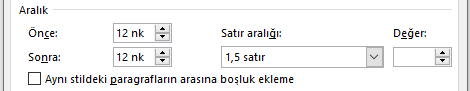 Aralık
Önce: 12 nk Satır aralığı: Değer:
Sonra: 12 nk 1,5 satır
Aynı stildeki paragrafların arasına boşluk ekleme